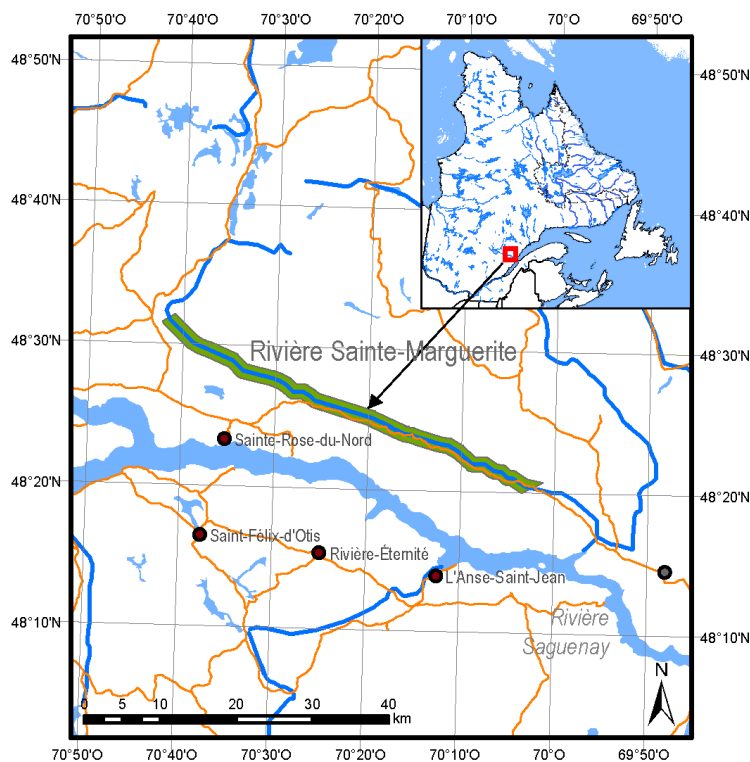 70°50'O 70°40'O 70°30'O 70°20'O 70°10'O 70°0'O 69°50'O
48°50'N
48°50'N
48°40'N
48°40'N
48°30'N
48°30'N
Rivière Sainte-Marguerite
Sainte-Rose-du-Nord
48°20'N
48°20'N
Saint-Félix-d'Otis
Rivière-Éternité
L'Anse-Saint-Jean
48°10'N
Rivière
Saguenay
48°10'N
N
0 5 10 20 30 40
km
70°50'O 70°40'O 70°30'O 70°20'O 70°10'O 70°0'O 69°50'O